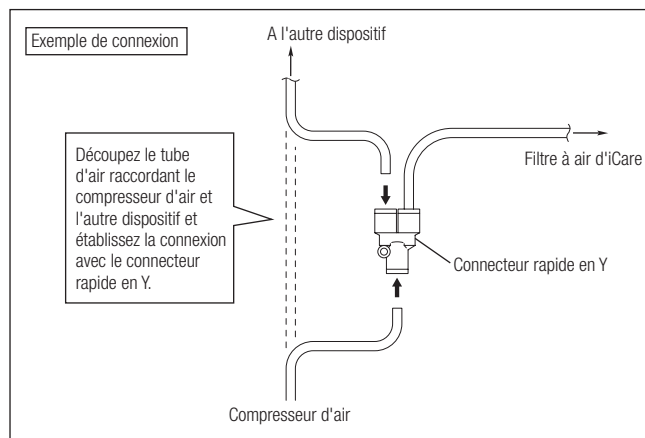 Exemple de connexion
A l'autre dispositif
Filtre à air d'iCare
Découpez le tube
d'air raccordant le
compresseur d'air et
l'autre dispositif et
établissez la connexion
avec le connecteur
rapide en Y.
Connecteur rapide en Y
Compresseur d'air